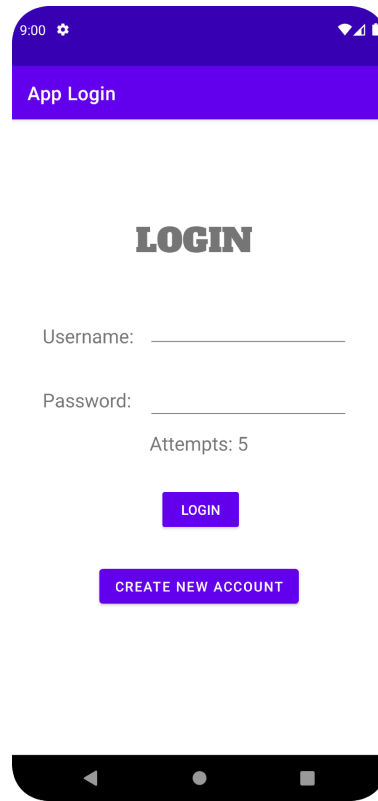 9:00
App Login
LOGIN
Username:
Password:
Attempts: 5
LOGIN
CREATE NEW ACCOUNT